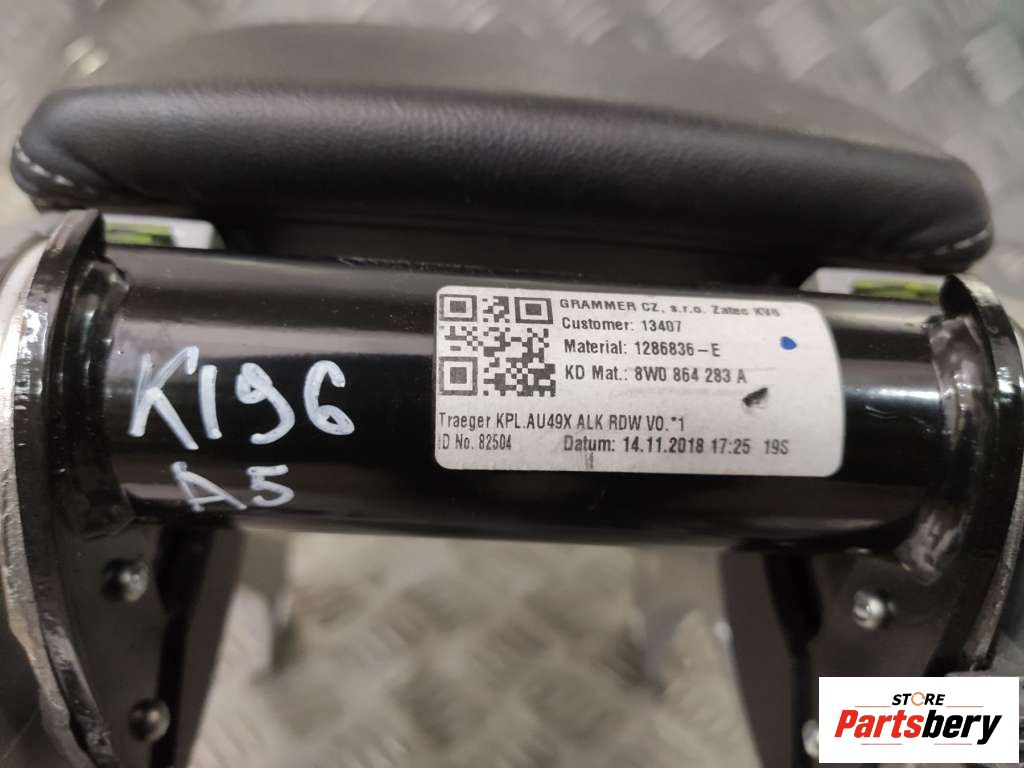 GRAMMER CZ, s.r.o. Zatec KV6
Customer: 13407
Material: 1286836-E
KD Mat.: 8W0 864 283 A
Traeger KPL.AU49X ALK RDW VO.*1
ID No. 82504 Datum: 14.11.2018 17:25 19S
K196
A5
STORE
Partsbery